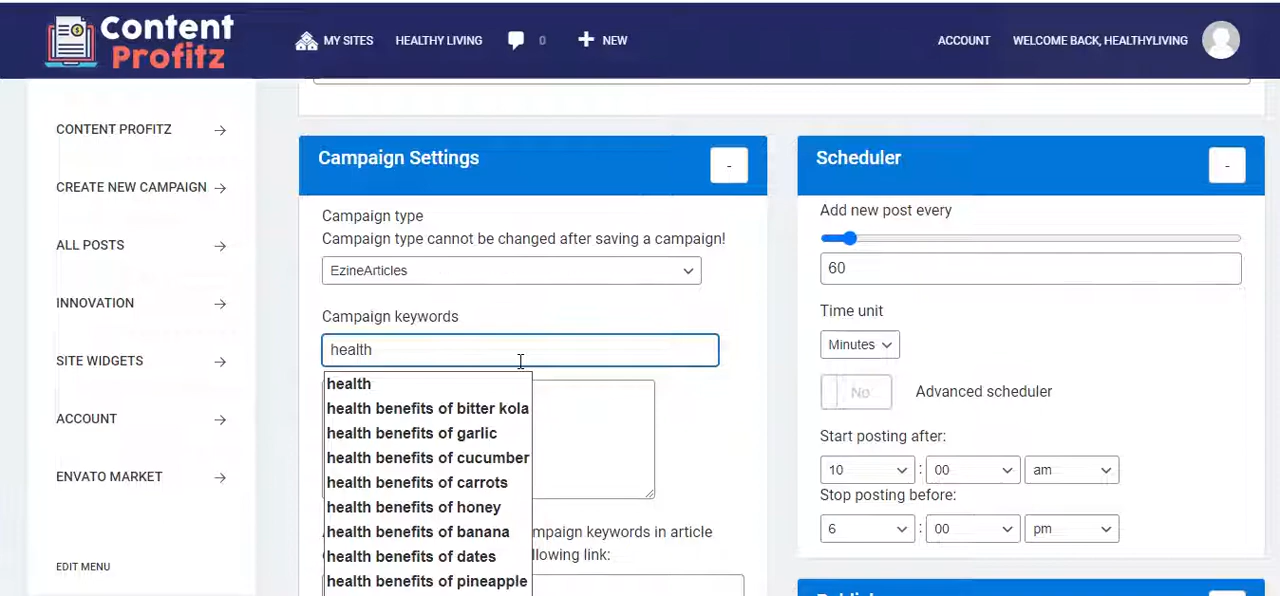 Content
Profitz
MY SITES
HEALTHY LIVING
0
NEW
ACCOUNT
WELCOME BACK, HEALTHYLIVING
CONTENT PROFITZ
CREATE NEW CAMPAIGN
ALL POSTS
INNOVATION
SITE WIDGETS
ACCOUNT
ENVATO MARKET
EDIT MENU
Campaign Settings
-
Campaign type
Campaign type cannot be changed after saving a campaign!
EzineArticles
Campaign keywords
health
health
health benefits of bitter kola
health benefits of garlic
health benefits of cucumber
health benefits of carrots
health benefits of honey
health benefits of banana
health benefits of dates
health benefits of pineapple
mpaign keywords in article
llowing link:
Scheduler
-
Add new post every
60
Time unit
Minutes
No
Advanced scheduler
Start posting after:
10 : 00 am
Stop posting before:
6 : 00 pm